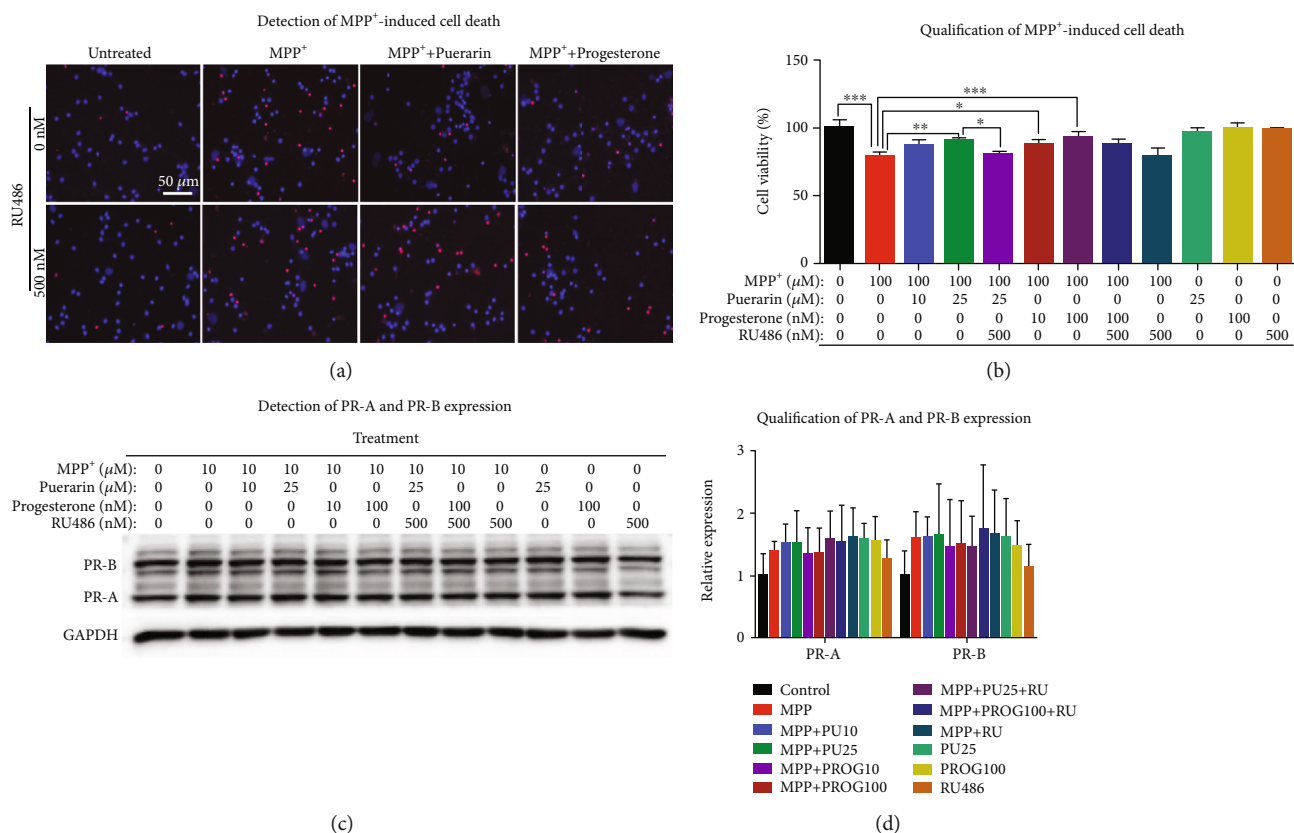 Detection of MPP⁺-induced cell death
Untreated MPP⁺ MPP⁺+Puerarin MPP⁺+Progesterone
RU486
0 nM
500 nM
50 μm
(a)
Qualification of MPP⁺-induced cell death
Cell viability (%)
150
100
50
0
*** ** * * ***
MPP⁺ (μM): 0 100 100 100 100 100 100 100 100 0 0 0
Puerarin (μM): 0 0 10 25 25 0 0 0 0 25 0 0
Progesterone (nM): 0 0 0 0 0 10 100 100 0 0 100 0
RU486 (nM): 0 0 0 0 500 0 0 500 500 0 0 500
(b)
Detection of PR-A and PR-B expression
Treatment
MPP⁺ (μM): 0 10 10 10 10 10 10 10 10 0 0 0
Puerarin (μM): 0 0 10 25 0 0 25 0 0 25 0 0
Progesterone (nM): 0 0 0 0 10 100 0 100 0 0 100 0
RU486 (nM): 0 0 0 0 0 0 500 500 500 0 0 500
PR-B
PR-A
GAPDH
(c)
Qualification of PR-A and PR-B expression
Relative expression
3
2
1
0
PR-A PR-B
Control
MPP
MPP+PU10
MPP+PU25
MPP+PROG10
MPP+PROG100
MPP+PU25+RU
MPP+PROG100+RU
MPP+RU
PU25
PROG100
RU486
(d)